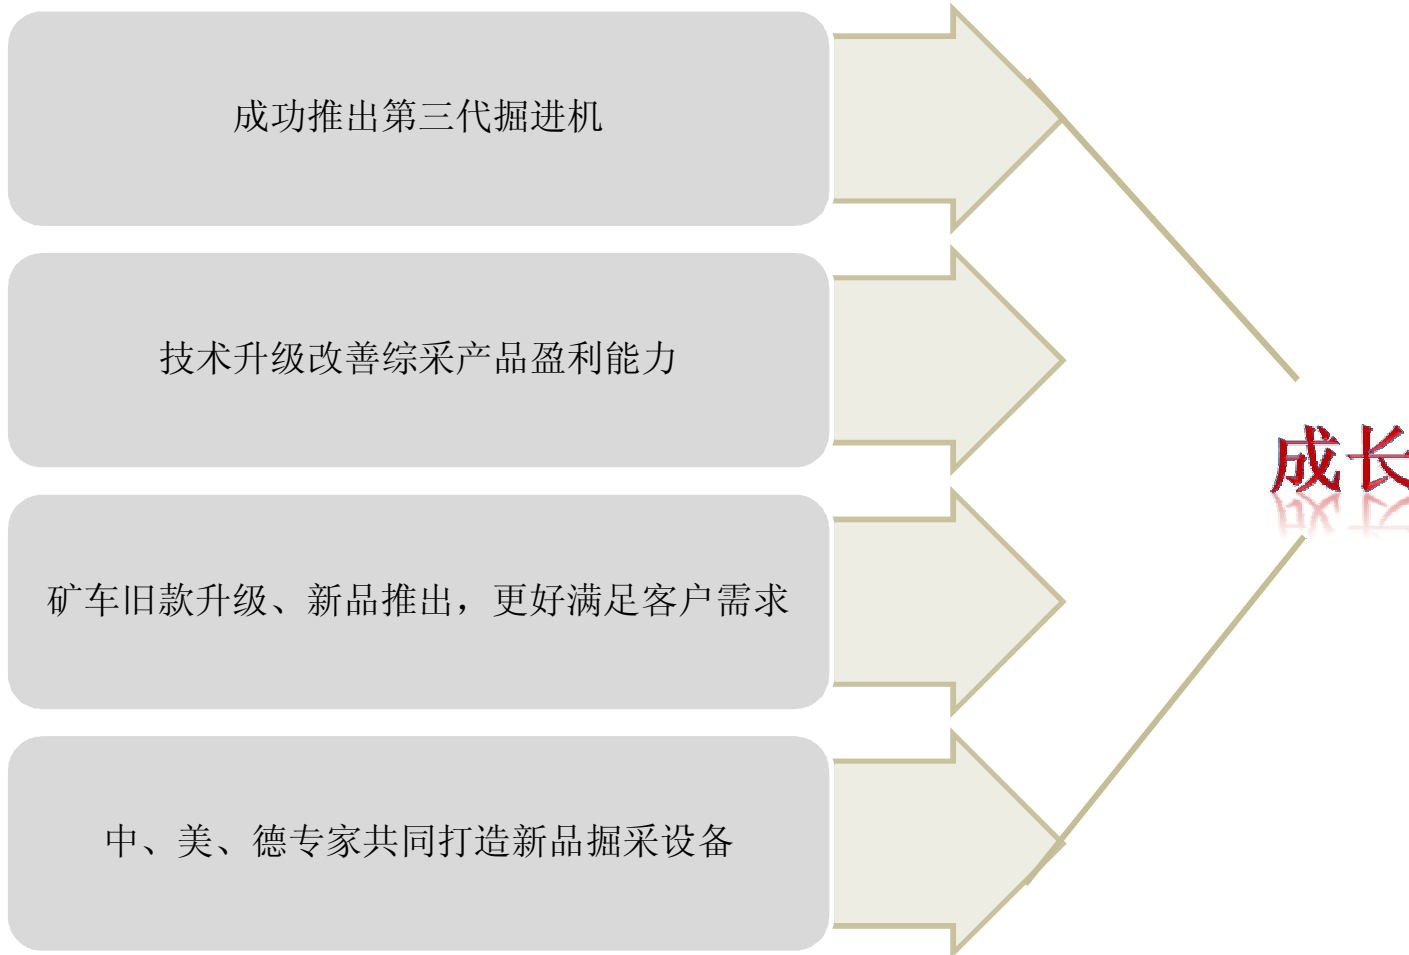 成功推出第三代掘进机
技术升级改善综采产品盈利能力
成长
矿车旧款升级、新品推出，更好满足客户需求
中、美、德专家共同打造新品掘采设备